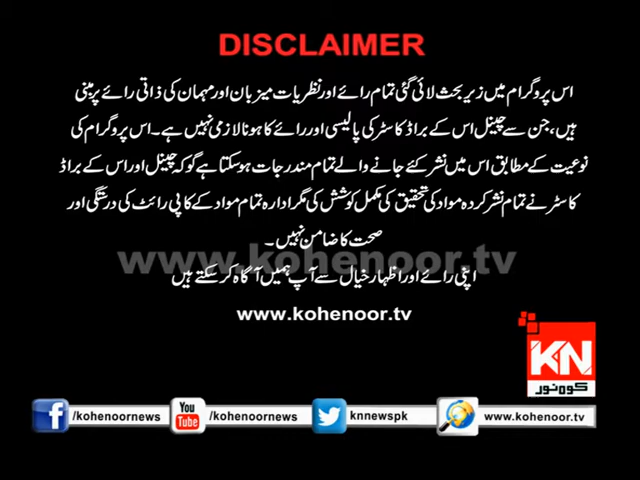 DISCLAIMER
اس پروگرام میں زیر بحث لائی گئی تمام رائے اور نظریات میزبان اور مہمان کی ذاتی رائے پر مبنی
ہیں، جن سے چینل اس کے براڈ کاسٹر کی پالیسی اور رائے کا ہونا لازمی نہیں ہے۔ اس پروگرام کی
نوعیت کے مطابق اس میں نشر کئے جانے والے تمام مندرجات ہو سکتا ہے گو کہ چینل اور اس کے براڈ
کاسٹر نے تمام نشر کردہ مواد کی تحقیق کی مکمل کوشش کی مگر ادارہ تمام مواد کے کاپی رائٹ کی درستگی اور
صحت کا ضامن نہیں۔
www.kohenoor.tv
اپنی رائے اور اظہار خیال سے آپ ہمیں آگاہ کر سکتے ہیں
www.kohenoor.tv
KN
کوہ نور
f /kohenoornews You Tube /kohenoornews knnewspk www.kohenoor.tv